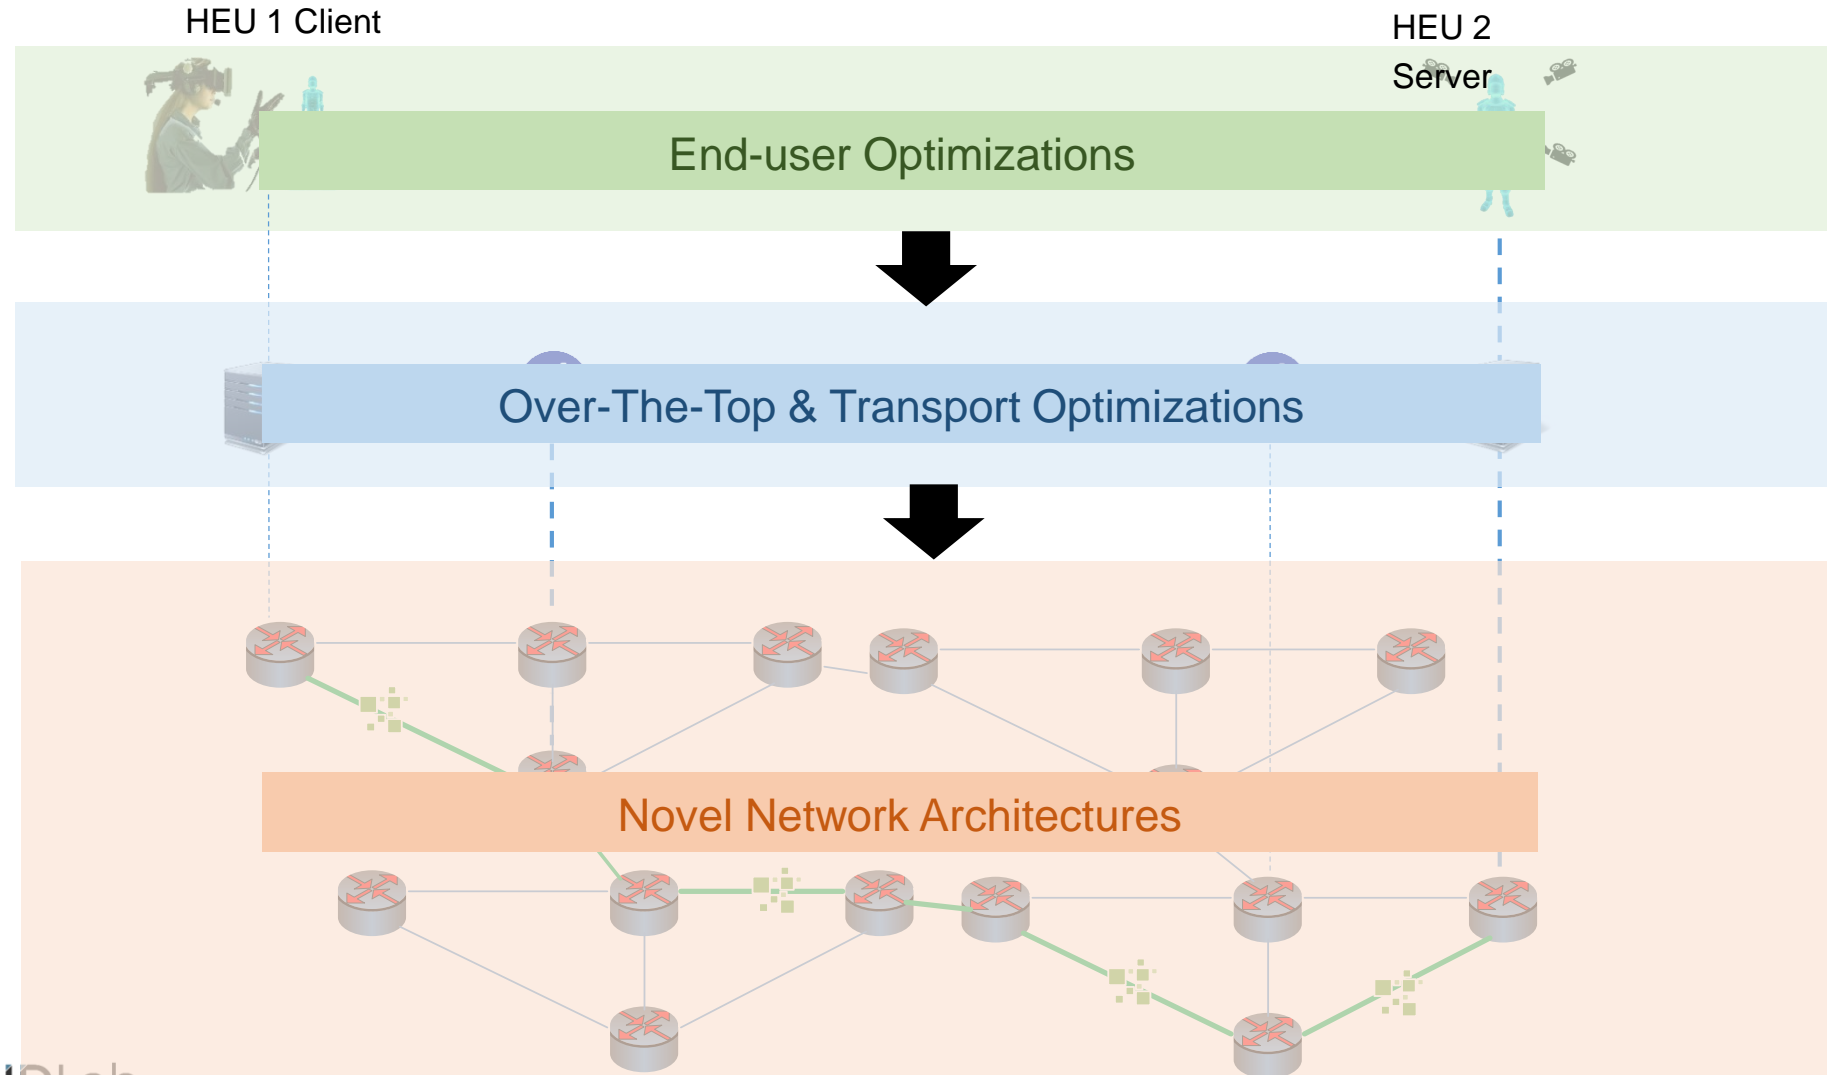 HEU 1 Client
HEU 2
Server
End-user Optimizations
Over-The-Top & Transport Optimizations
Novel Network Architectures